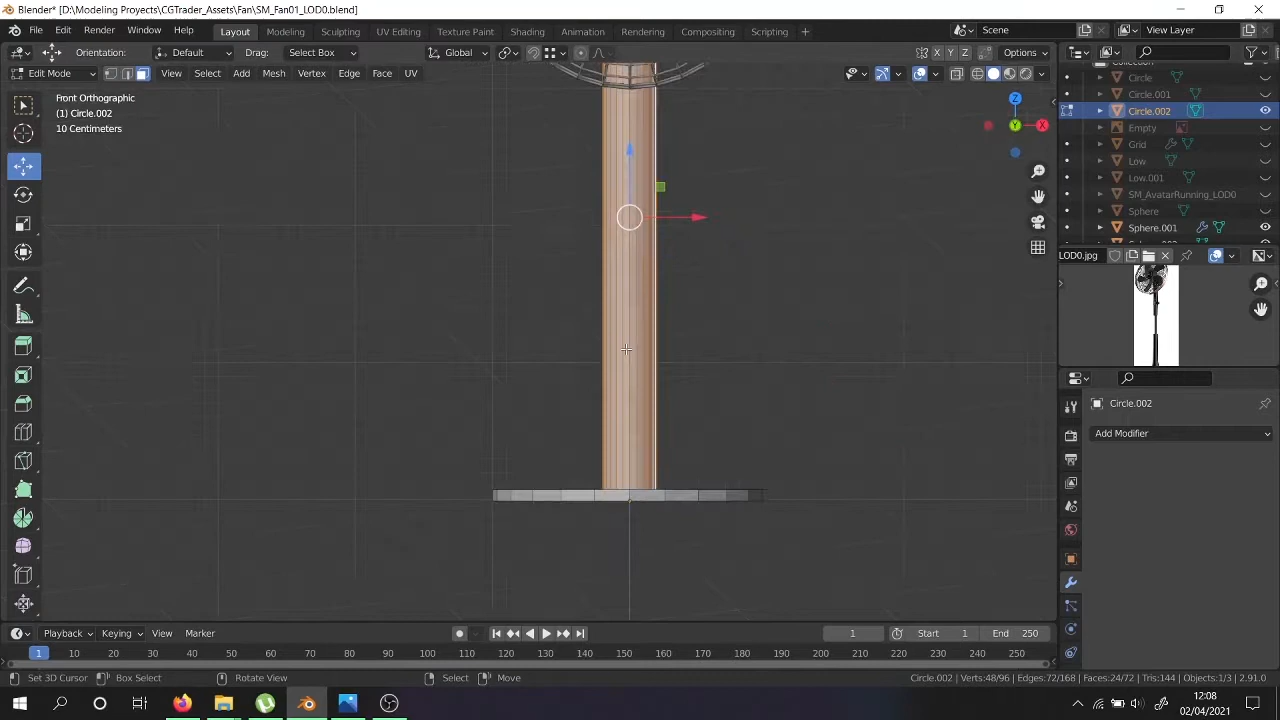 Blender* [D:\Modeling Projects\CGTrader_Assets\Fan\SM_Fan01_LOD0.blend]
File Edit Render Window Help Layout Modeling Sculpting UV Editing Texture Paint Shading Animation Rendering Compositing Scripting + Scene View Layer
Orientation: Default Drag: Select Box Global X Y Z Options
Edit Mode View Select Add Mesh Vertex Edge Face UV
Front Orthographic
(1) Circle.002
10 Centimeters
Z
Y
X
Circle
Circle.001
Circle.002
Empty
Grid
Low
Low.001
SM_AvatarRunning_LOD0
Sphere
Sphere.001
LOD0.jpg
Circle.002
Add Modifier
Playback Keying View Marker 1 Start 1 End 250
1 10 20 30 40 50 60 70 80 90 100 110 120 130 140 150 160 170 180 190 200 210 220 230 240 250
Set 3D Cursor Box Select Rotate View Select Move Circle.002 | Verts:48/96 | Edges:72/168 | Faces:24/72 | Tris:144 | Objects:1/3 | 2.91.0
12:08
02/04/2021